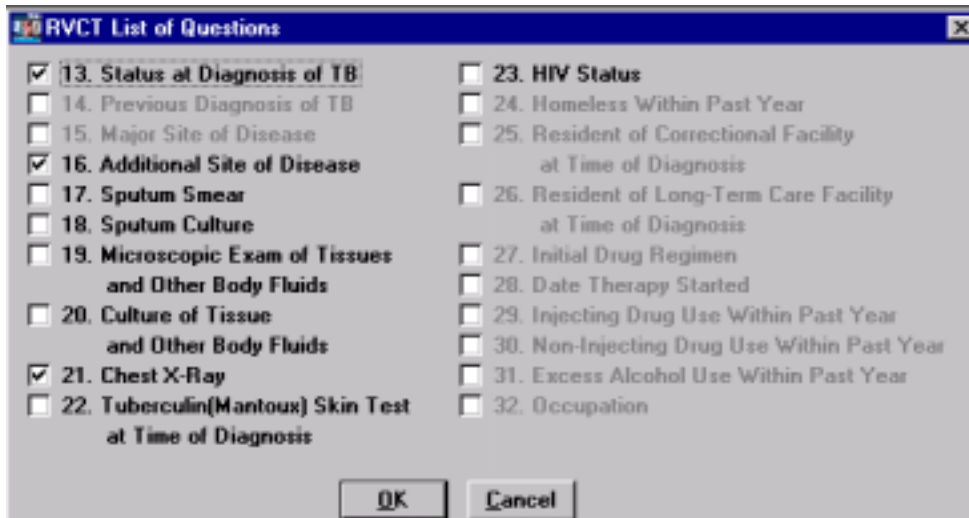 RVCT List of Questions
13. Status at Diagnosis of TB
14. Previous Diagnosis of TB
15. Major Site of Disease
16. Additional Site of Disease
17. Sputum Smear
18. Sputum Culture
19. Microscopic Exam of Tissues
and Other Body Fluids
20. Culture of Tissue
and Other Body Fluids
21. Chest X-Ray
22. Tuberculin(Mantoux) Skin Test
at Time of Diagnosis
23. HIV Status
24. Homeless Within Past Year
25. Resident of Correctional Facility
at Time of Diagnosis
26. Resident of Long-Term Care Facility
at Time of Diagnosis
27. Initial Drug Regimen
28. Date Therapy Started
29. Injecting Drug Use Within Past Year
30. Non-Injecting Drug Use Within Past Year
31. Excess Alcohol Use Within Past Year
32. Occupation
OK
Cancel